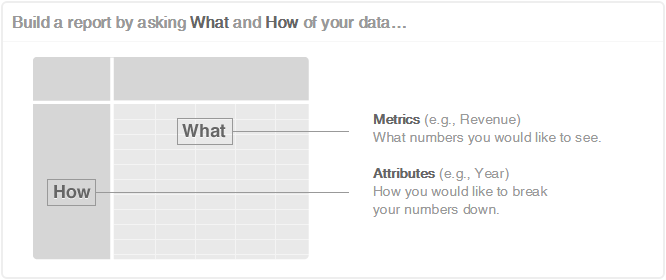 Build a report by asking What and How of your data…
What
Metrics (e.g., Revenue)
What numbers you would like to see.
Attributes (e.g., Year)
How
How you would like to break
your numbers down.